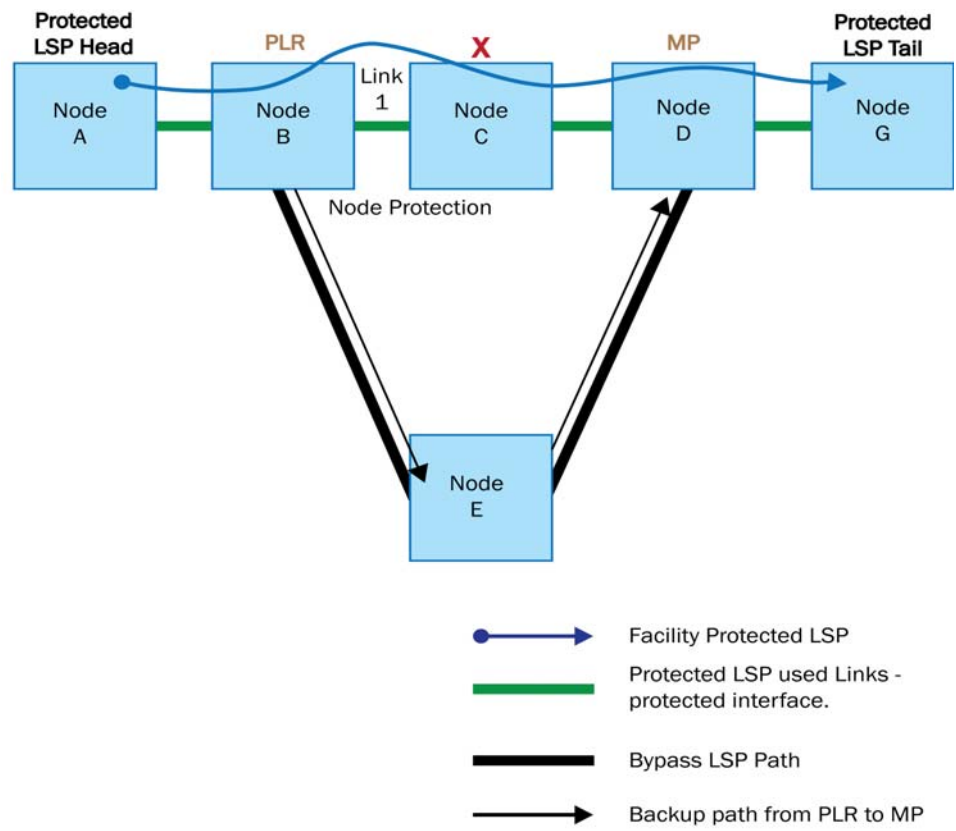 Protected
LSP Head
PLR
X
MP
Protected
LSP Tail
Link
1
Node
A
Node
B
Node
C
Node
D
Node
G
Node Protection
Node
E
Facility Protected LSP
Protected LSP used Links -
protected interface.
Bypass LSP Path
Backup path from PLR to MP